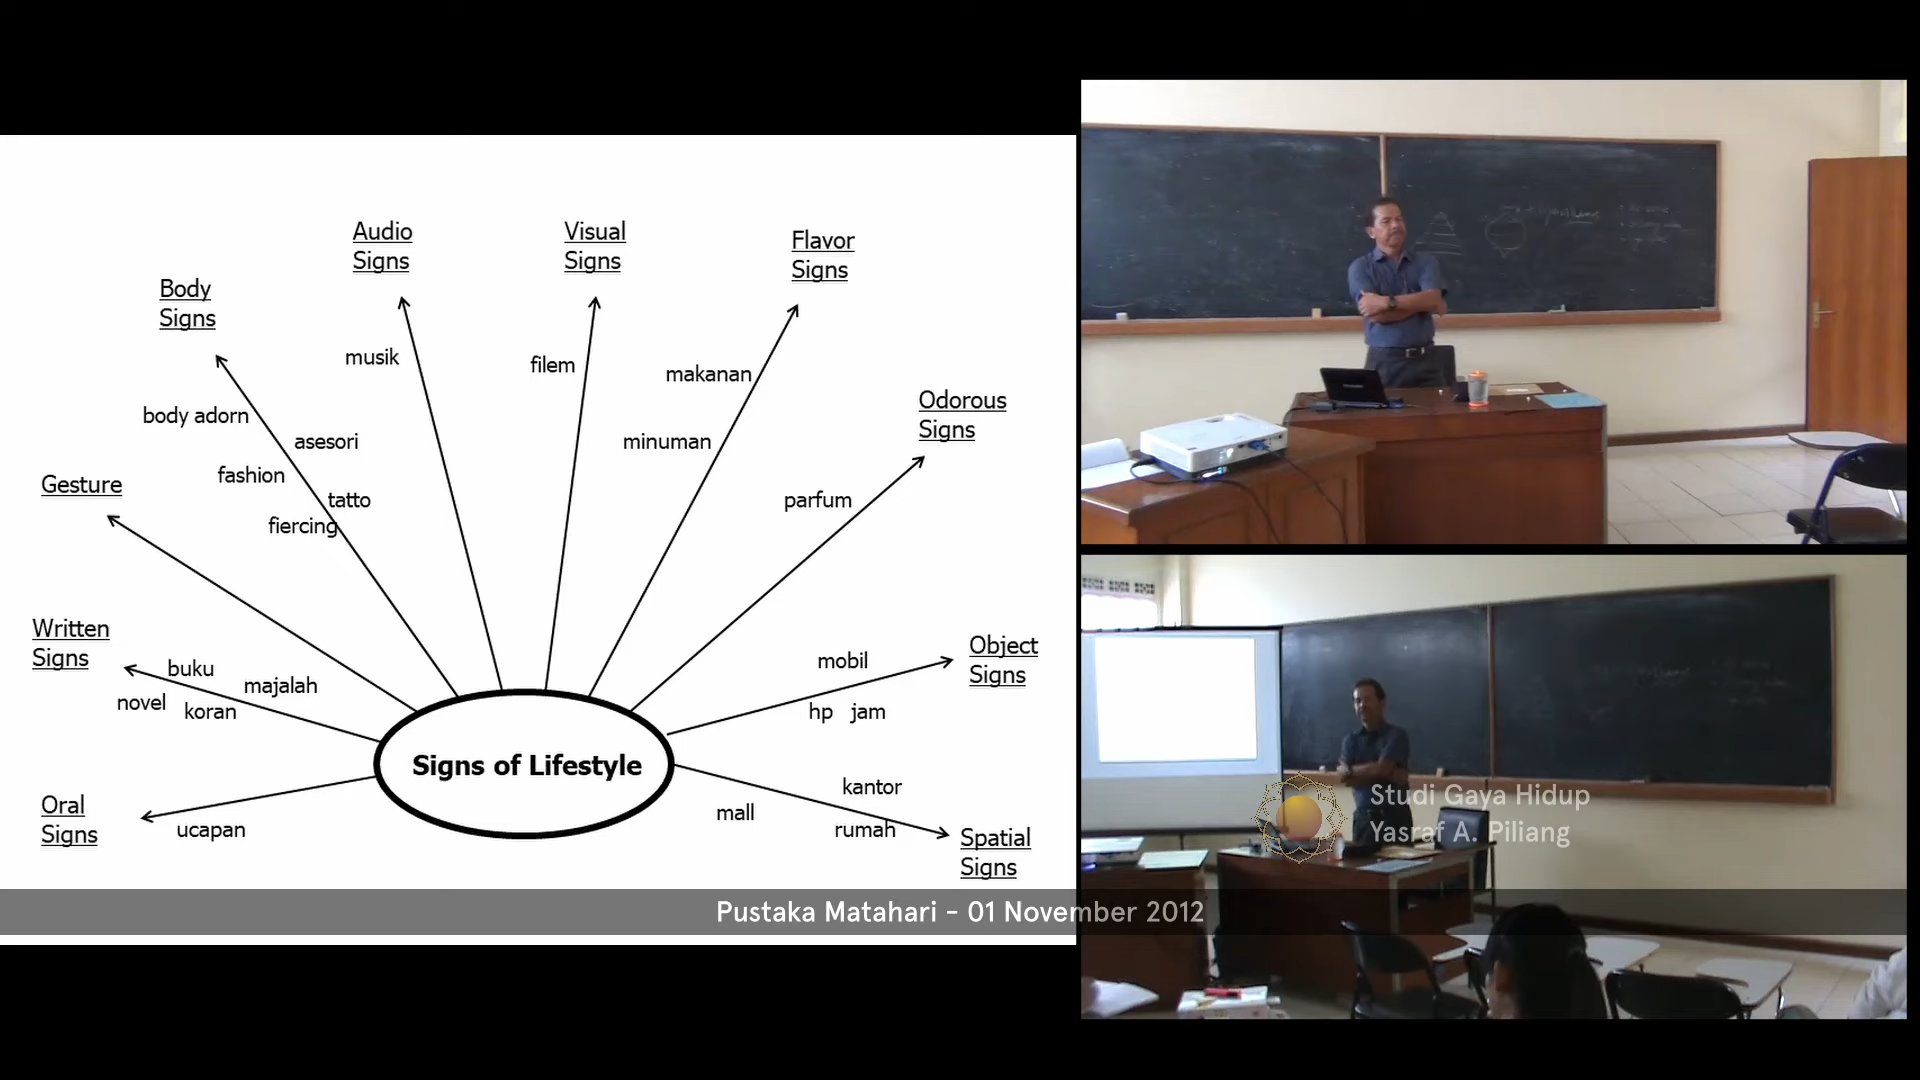 Audio
Signs
Visual
Signs
Flavor
Signs
Body
Signs
musik
filem
makanan
Odorous
Signs
body adorn
asesori
minuman
fashion
tatto
parfum
Gesture
fiercing
Written
Signs
buku
majalah
novel
koran
mobil
Object
Signs
hp jam
Signs of Lifestyle
kantor
mall
rumah
Oral
Signs
ucapan
Spatial
Signs
Studi Gaya Hidup
Yasraf A. Piliang
Pustaka Matahari - 01 November 2012